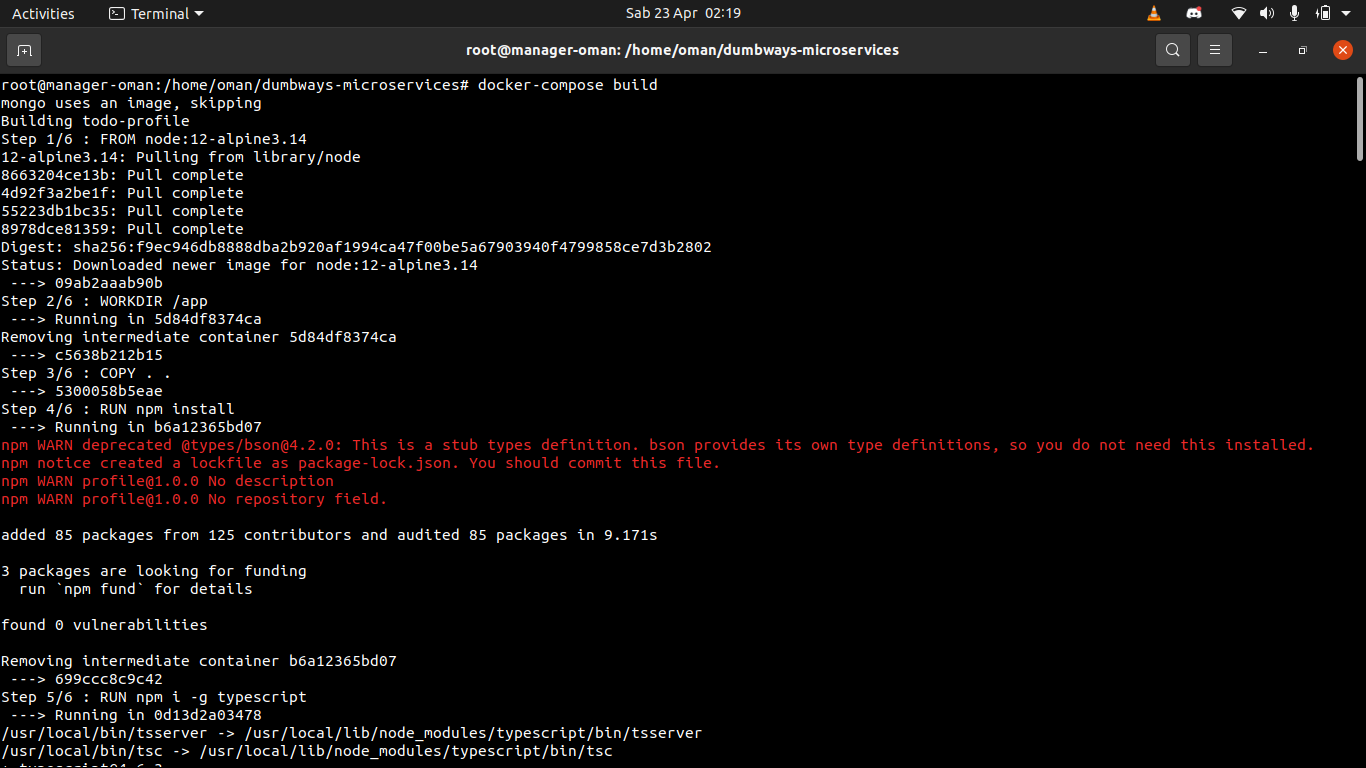 Activities
Terminal
Sab 23 Apr 02:19
root@manager-oman: /home/oman/dumbways-microservices
root@manager-oman:/home/oman/dumbways-microservices# docker-compose build
mongo uses an image, skipping
Building todo-profile
Step 1/6 : FROM node:12-alpine3.14
12-alpine3.14: Pulling from library/node
8663204ce13b: Pull complete
4d92f3a2be1f: Pull complete
55223db1bc35: Pull complete
8978dce81359: Pull complete
Digest: sha256:f9ec946db8888dba2b920af1994ca47f00be5a67903940f4799858ce7d3b2802
Status: Downloaded newer image for node:12-alpine3.14
 ---> 09ab2aaab90b
Step 2/6 : WORKDIR /app
 ---> Running in 5d84df8374ca
Removing intermediate container 5d84df8374ca
 ---> c5638b212b15
Step 3/6 : COPY . .
 ---> 5300058b5eae
Step 4/6 : RUN npm install
 ---> Running in b6a12365bd07
npm WARN deprecated @types/bson@4.2.0: This is a stub types definition. bson provides its own type definitions, so you do not need this installed.
npm notice created a lockfile as package-lock.json. You should commit this file.
npm WARN profile@1.0.0 No description
npm WARN profile@1.0.0 No repository field.
added 85 packages from 125 contributors and audited 85 packages in 9.171s
3 packages are looking for funding
  run `npm fund` for details
found 0 vulnerabilities
Removing intermediate container b6a12365bd07
 ---> 699ccc8c9c42
Step 5/6 : RUN npm i -g typescript
 ---> Running in 0d13d2a03478
/usr/local/bin/tsserver -> /usr/local/lib/node_modules/typescript/bin/tsserver
/usr/local/bin/tsc -> /usr/local/lib/node_modules/typescript/bin/tsc